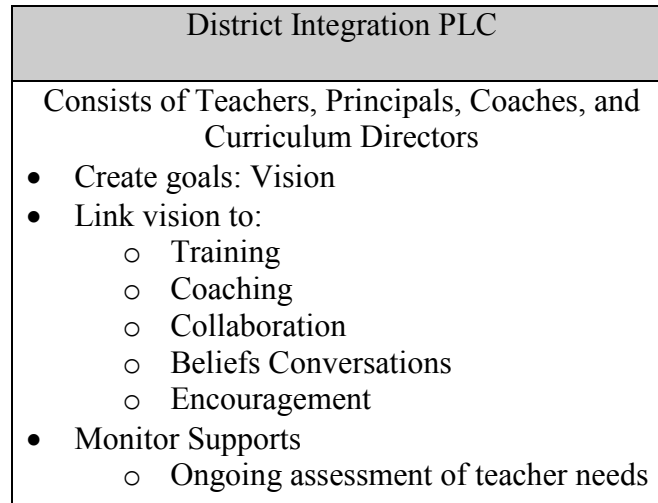 District Integration PLC
Consists of Teachers, Principals, Coaches, and
Curriculum Directors
• Create goals: Vision
• Link vision to:
o Training
o Coaching
o Collaboration
o Beliefs Conversations
o Encouragement
• Monitor Supports
o Ongoing assessment of teacher needs